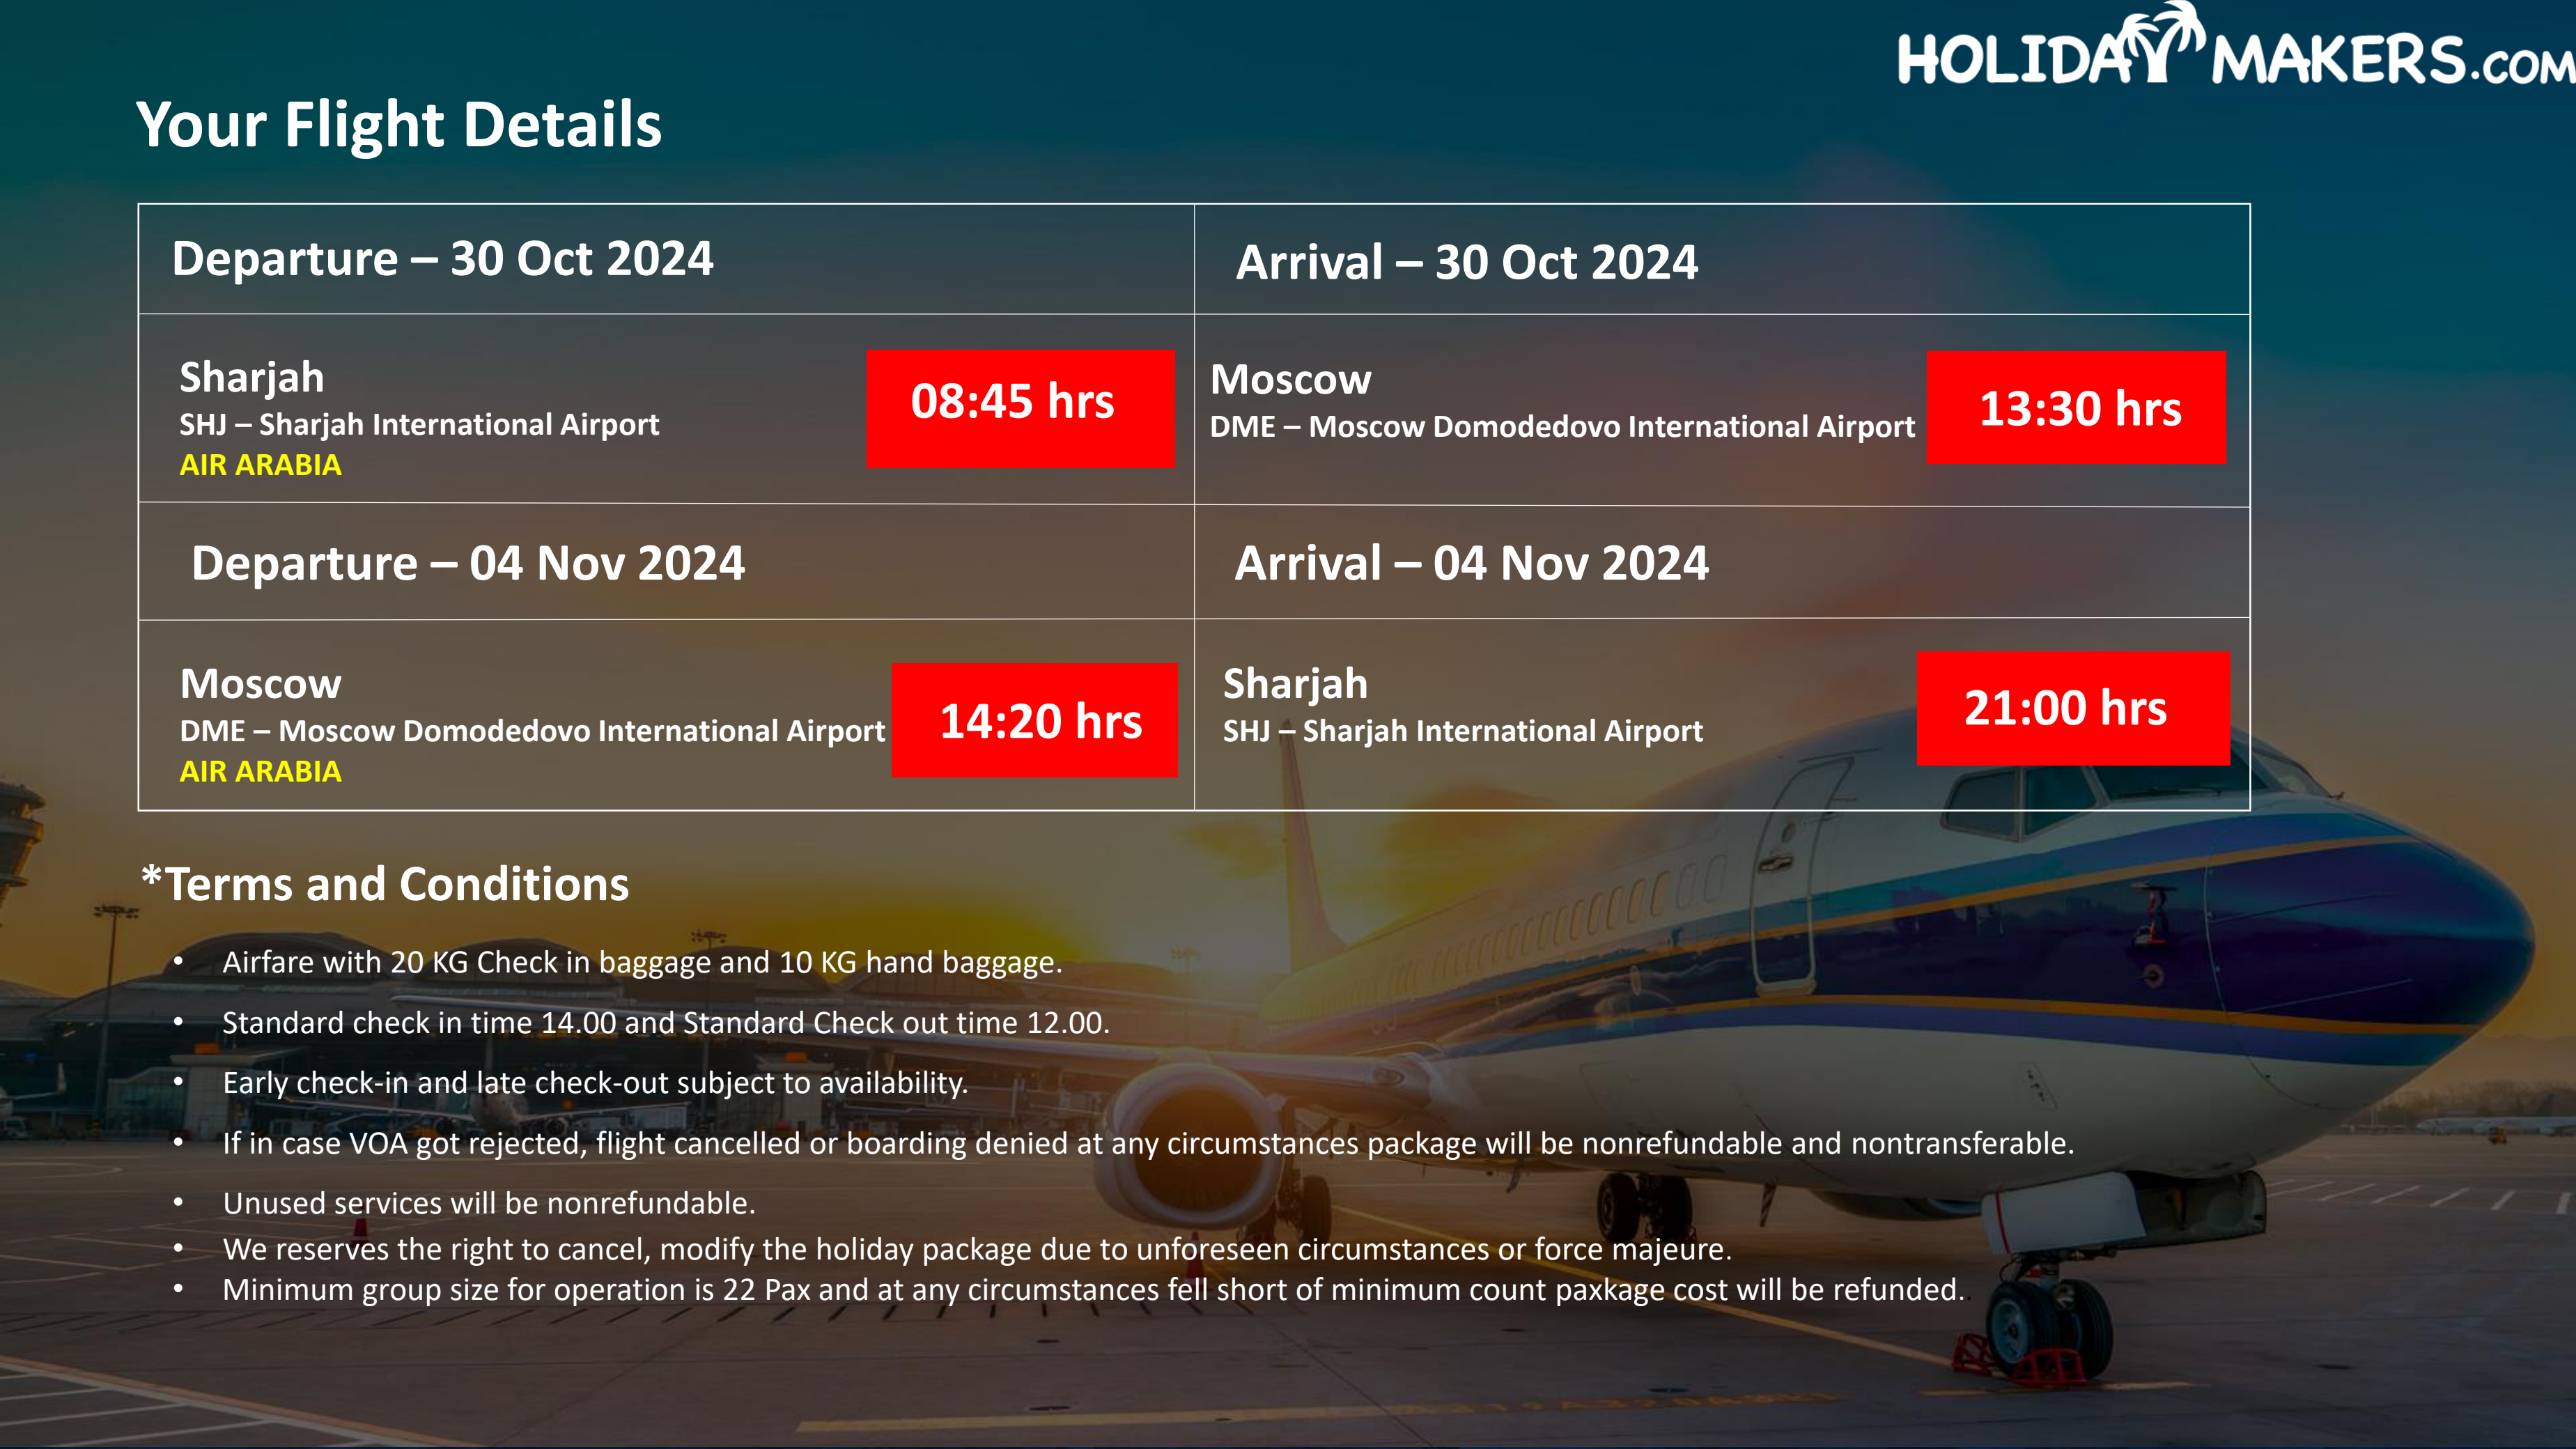 HOLIDAY MAKERS.COM
Your Flight Details
Departure – 30 Oct 2024
Arrival – 30 Oct 2024
Sharjah
SHJ – Sharjah International Airport
AIR ARABIA
08:45 hrs
Moscow
DME – Moscow Domodedovo International Airport
13:30 hrs
Departure – 04 Nov 2024
Arrival – 04 Nov 2024
Moscow
DME – Moscow Domodedovo International Airport
AIR ARABIA
14:20 hrs
Sharjah
SHJ – Sharjah International Airport
21:00 hrs
*Terms and Conditions
• Airfare with 20 KG Check in baggage and 10 KG hand baggage.
• Standard check in time 14.00 and Standard Check out time 12.00.
• Early check-in and late check-out subject to availability.
• If in case VOA got rejected, flight cancelled or boarding denied at any circumstances package will be nonrefundable and nontransferable.
• Unused services will be nonrefundable.
• We reserves the right to cancel, modify the holiday package due to unforeseen circumstances or force majeure.
• Minimum group size for operation is 22 Pax and at any circumstances fell short of minimum count paxkage cost will be refunded..